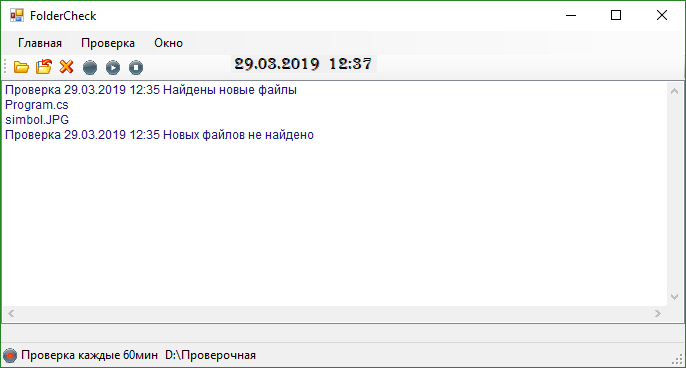 FolderCheck
Главная Проверка Окно
29.03.2019 12:37
Проверка 29.03.2019 12:35 Найдены новые файлы
Program.cs
simbol.JPG
Проверка 29.03.2019 12:35 Новых файлов не найдено
Проверка каждые 60мин D:\Проверочная